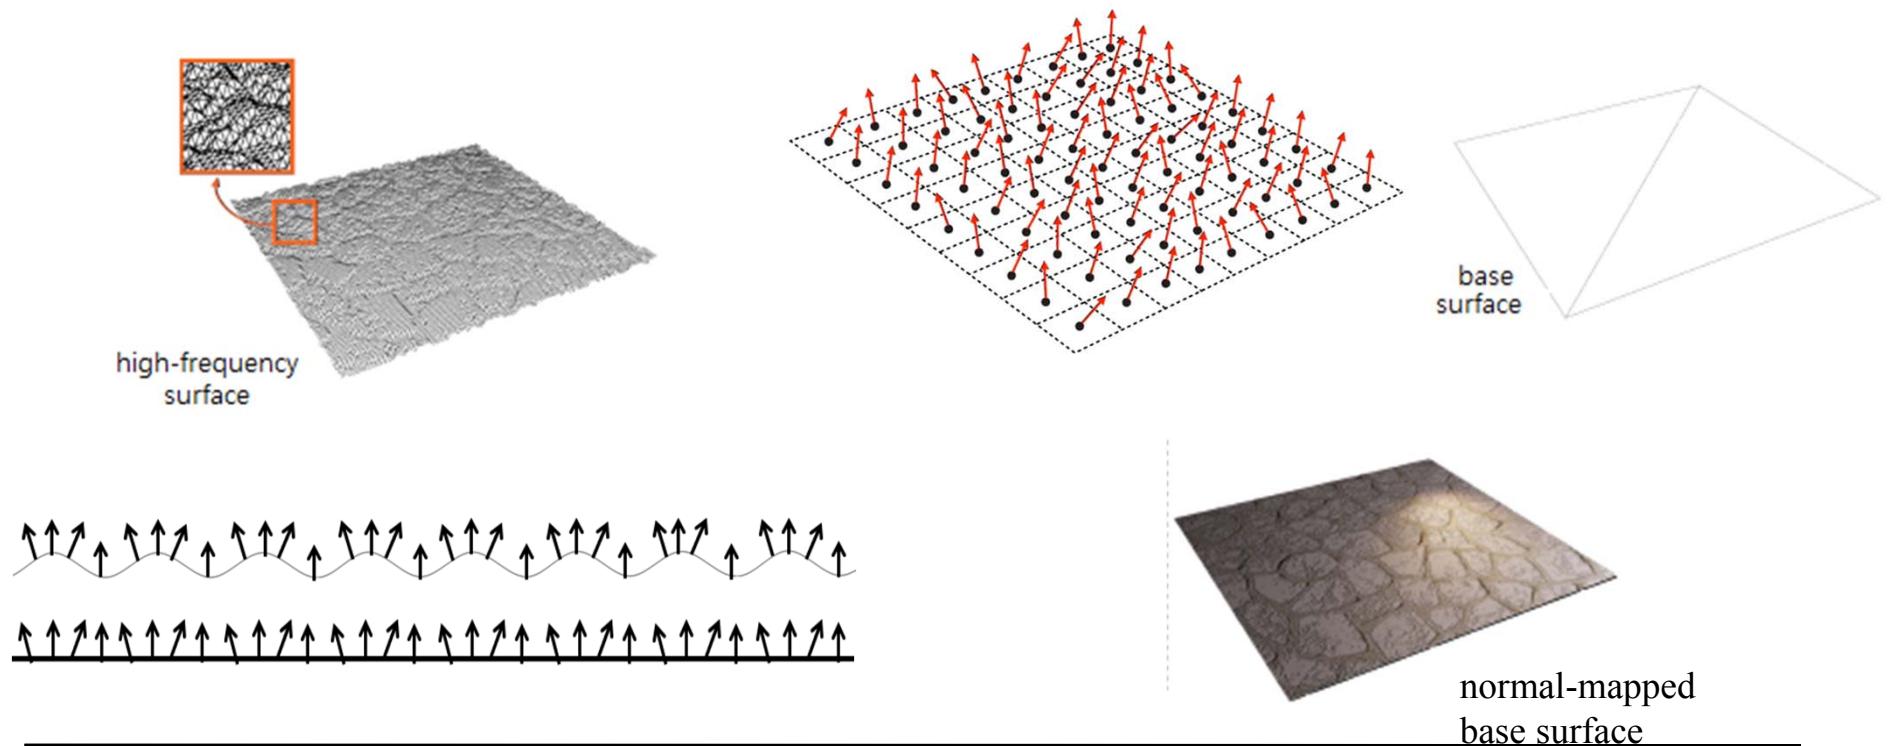 base
surface
high-frequency
surface
normal-mapped
base surface